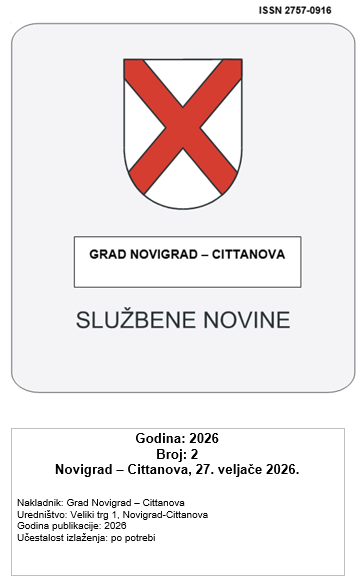 ISSN 2757-0916
GRAD NOVIGRAD – CITTANOVA
SLUŽBENE NOVINE
Godina: 2026
Broj: 2
Novigrad – Cittanova, 27. veljače 2026.
Nakladnik: Grad Novigrad – Cittanova
Uredništvo: Veliki trg 1, Novigrad-Cittanova
Godina publikacije: 2026
Učestalost izlaženja: po potrebi